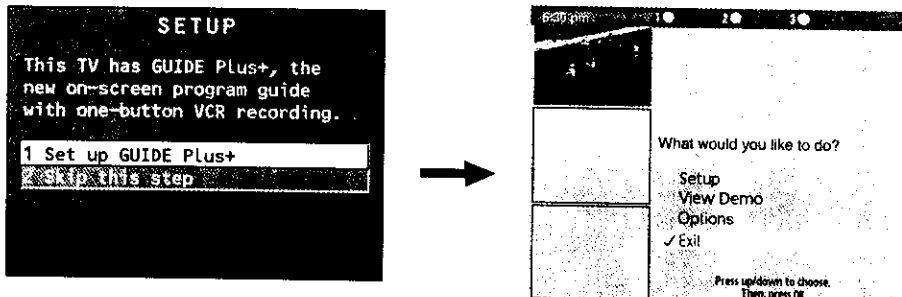 SETUP
This TV has GUIDE Plus+, the
new on-screen program guide
with one-button VCR recording.
1 Set up GUIDE Plus+
2 Skip this step
6:30 pm 1 2 3
What would you like to do?
Setup
View Demo
Options
✓ Exit
Press up/down to choose.
Then, press OK